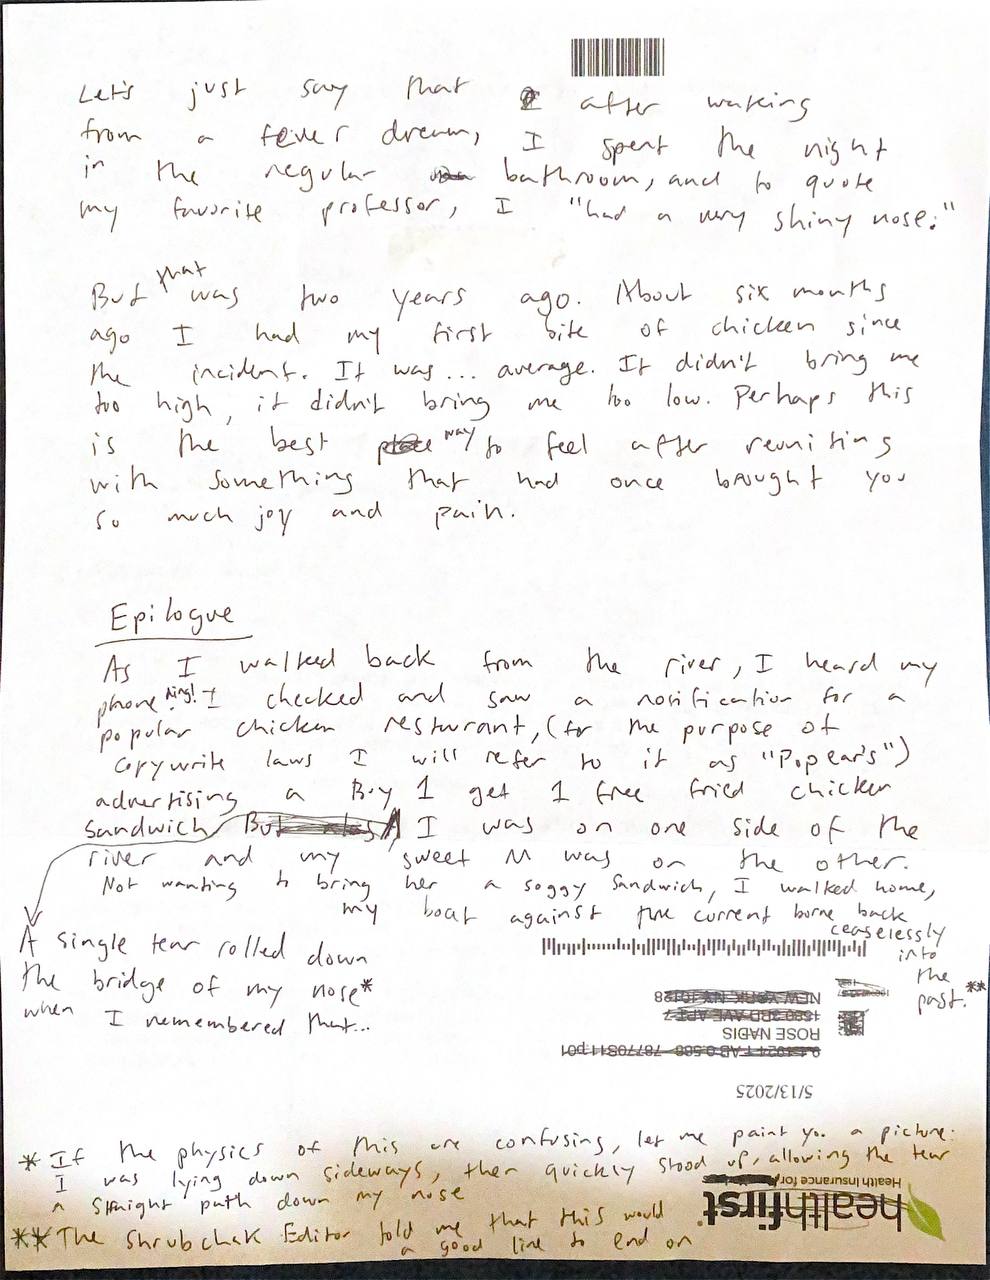 Let's just say that after waking
from a fever dream, I spent the night
in the regular bathroom, and to quote
my favorite professor, I "had a very shiny nose."
But that was two years ago. About six months
ago I had my first bite of chicken since
the incident. It was... average. It didn't bring me
too high, it didn't bring me too low. Perhaps this
is the best way to feel after reuniting
with something that had once brought you
so much joy and pain.
Epilogue
As I walked back from the river, I heard my
phone ring! I checked and saw a notification for a
popular chicken resturant, (for the purpose of
copywrite laws I will refer to it as "Popear's")
advertising a Buy 1 get 1 free fried chicken
sandwich
A single tear rolled down
the bridge of my nose*
when I remembered that...
I was on one side of the
river and my sweet M was on the other.
Not wanting to bring her a soggy sandwich, I walked home,
my boat against the current borne back
ceaselessly
into
the
past.**
NEW YORK, NY 10128
ROSE NADIS
5/13/2025
* If the physics of this are confusing, let me paint you a picture:
I was lying down sideways, then quickly stood up, allowing the tear
a straight path down my nose
** The Shrubchak Editor told me that this would
a good line to end on
Health Insurance for
healthfirst